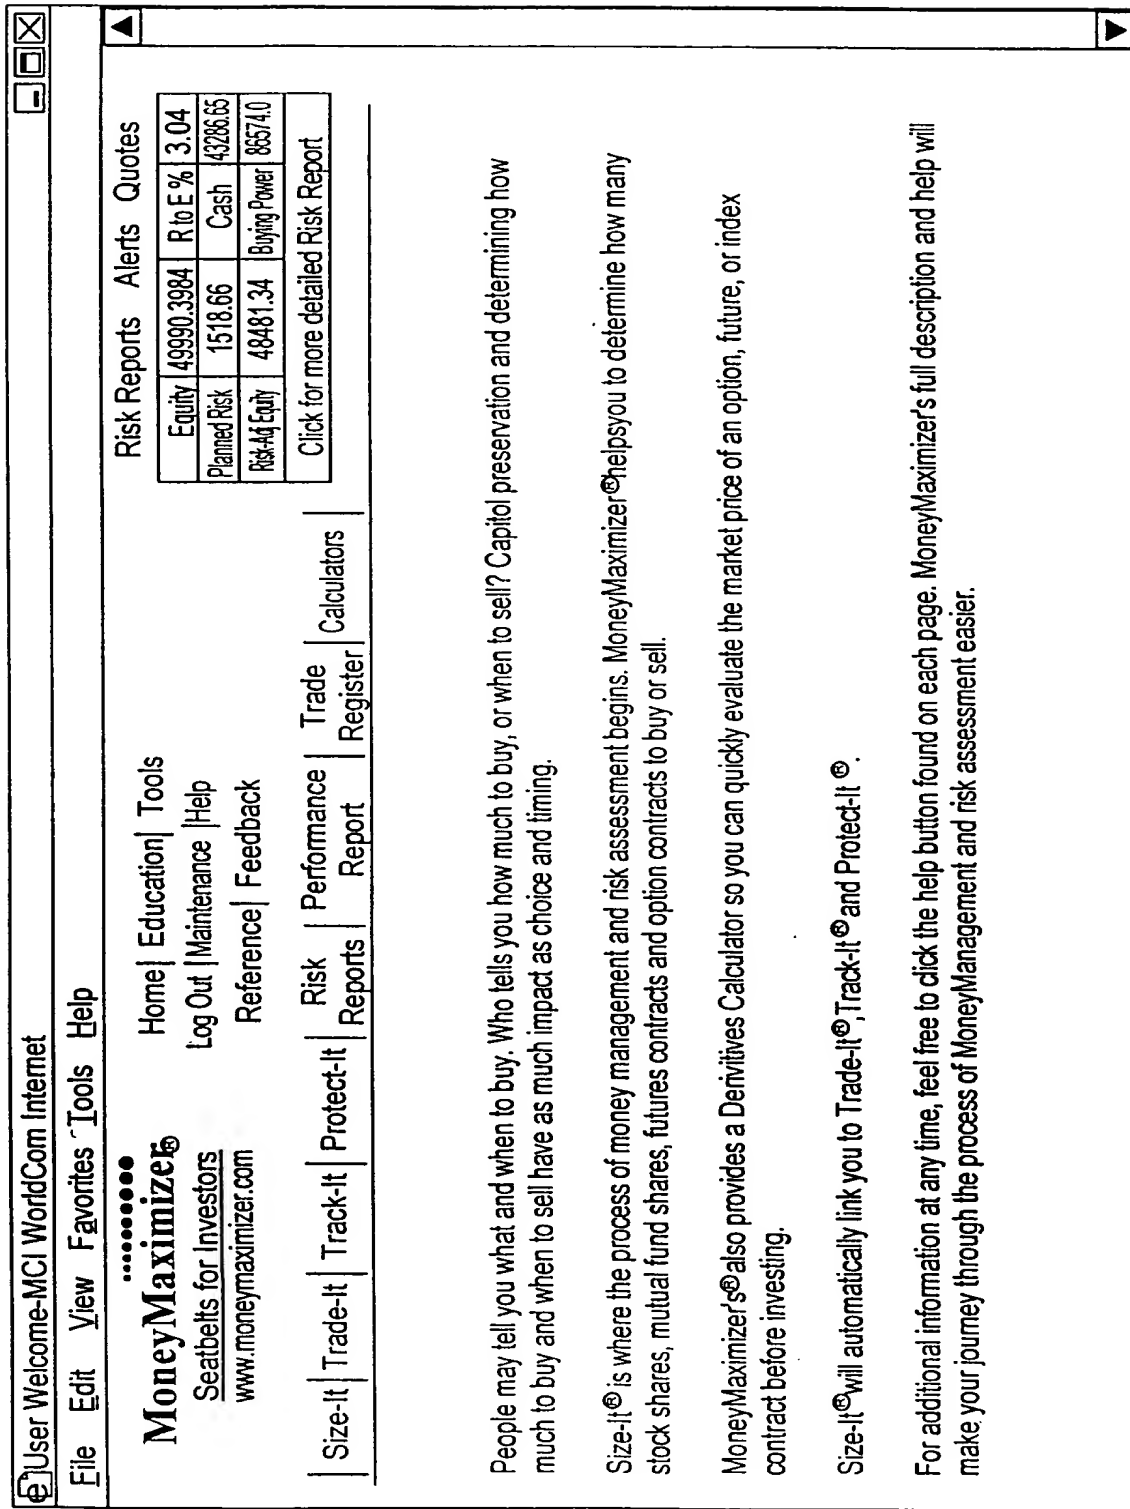 User Welcome-MCI WorldCom Internet
File Edit View Favorites Tools Help
MoneyMaximizer®
Seatbelts for Investors
www.moneymaximizer.com
Home| Education| Tools
Log Out |Maintenance |Help
Reference| Feedback
Risk Reports Alerts Quotes
Equity 49990.3984 R to E % 3.04
Planned Risk 1518.66 Cash 43286.65
Risk-Adj Equity 48481.34 Buying Power 86574.0
Click for more detailed Risk Report
| Size-It | Trade-It | Track-It | Protect-It | Risk Reports | Performance Report | Trade Register | Calculators |
People may tell you what and when to buy. Who tells you how much to buy, or when to sell? Capitol preservation and determining how
much to buy and when to sell have as much impact as choice and timing.
Size-It® is where the process of money management and risk assessment begins. MoneyMaximizer®helpsyou to determine how many
stock shares, mutual fund shares, futures contracts and option contracts to buy or sell.
MoneyMaximizer's®also provides a Derivitives Calculator so you can quickly evaluate the market price of an option, future, or index
contract before investing.
Size-It®will automatically link you to Trade-It®,Track-It®and Protect-It®.
For additional information at any time, feel free to click the help button found on each page. MoneyMaximizer's full description and help will
make your journey through the process of MoneyManagement and risk assessment easier.